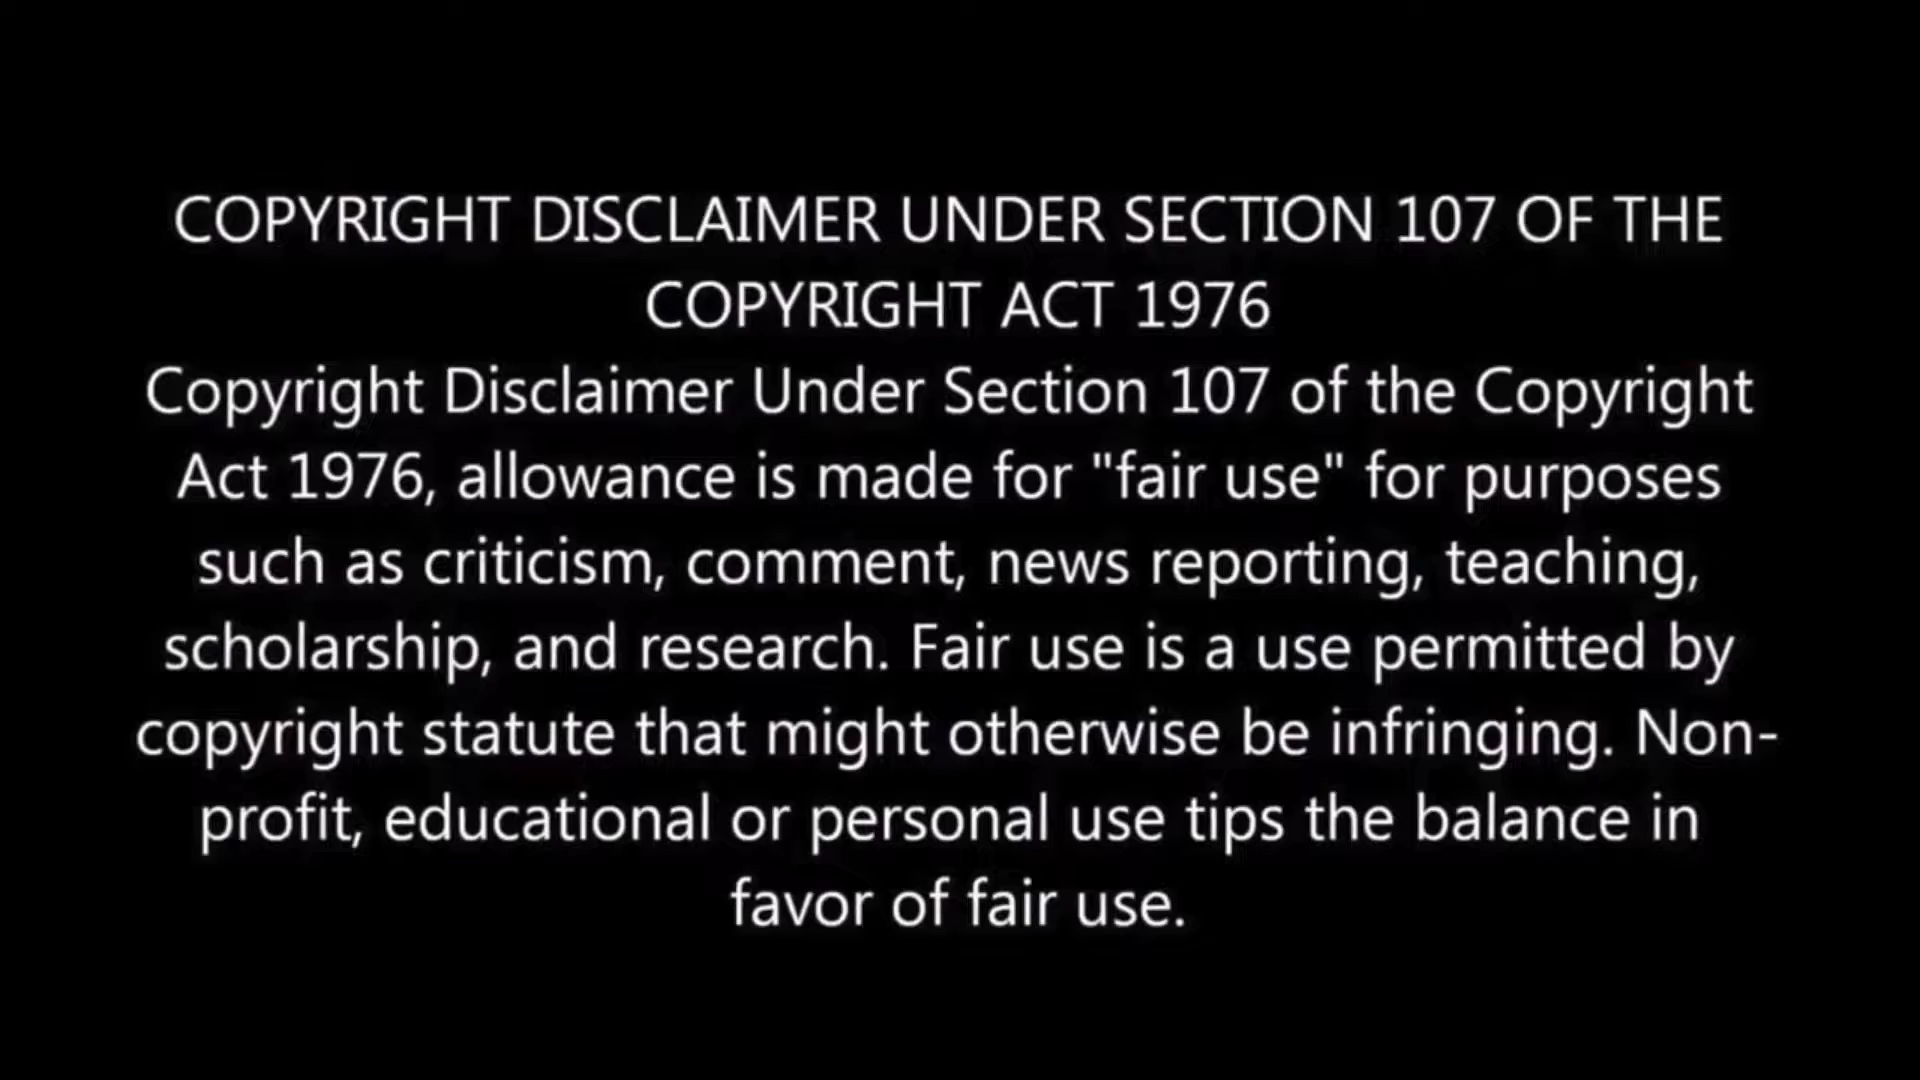 COPYRIGHT DISCLAIMER UNDER SECTION 107 OF THE
COPYRIGHT ACT 1976
Copyright Disclaimer Under Section 107 of the Copyright
Act 1976, allowance is made for "fair use" for purposes
such as criticism, comment, news reporting, teaching,
scholarship, and research. Fair use is a use permitted by
copyright statute that might otherwise be infringing. Non-
profit, educational or personal use tips the balance in
favor of fair use.